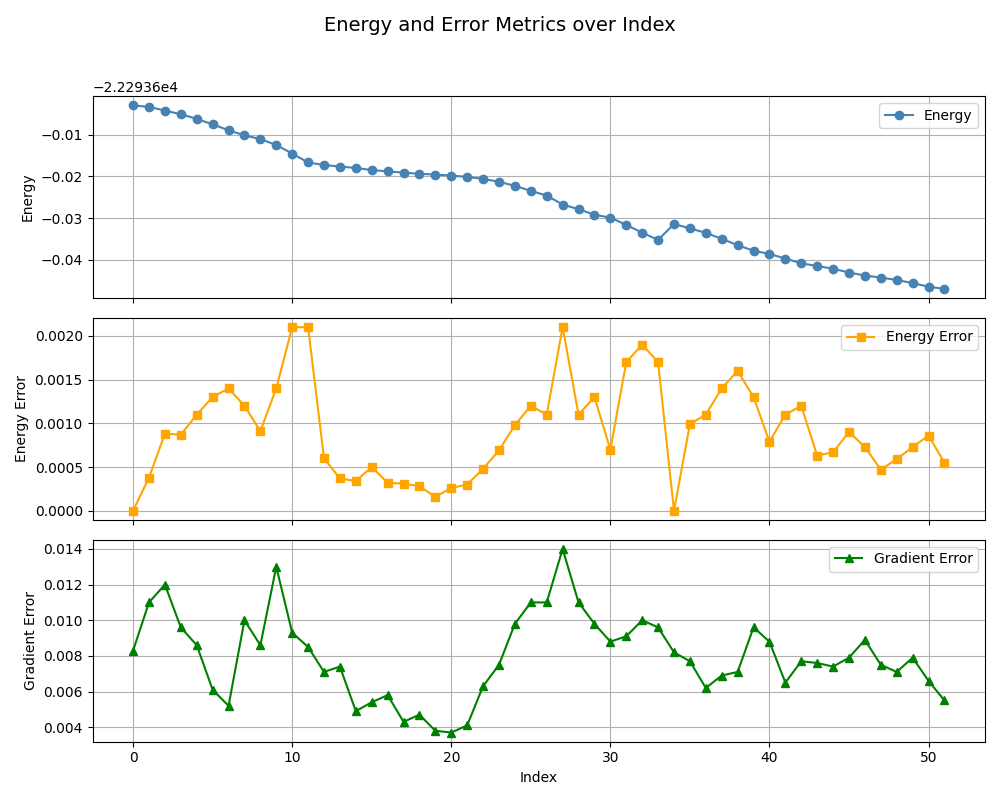 Energy and Error Metrics over Index
−2.22936e4
Energy
−0.01
−0.02
−0.03
−0.04
Energy
Energy Error
0.0020
0.0015
0.0010
0.0005
0.0000
Energy Error
Gradient Error
0.014
0.012
0.010
0.008
0.006
0.004
Gradient Error
0 10 20 30 40 50
Index